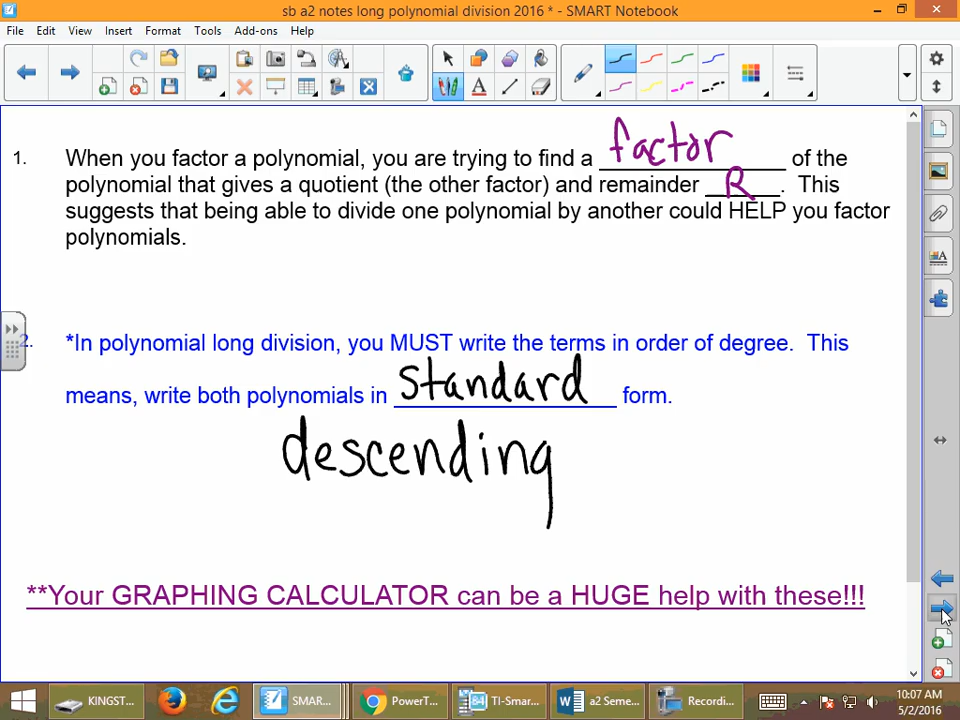 sb a2 notes long polynomial division 2016 * - SMART Notebook
File Edit View Insert Format Tools Add-ons Help
1. When you factor a polynomial, you are trying to find a factor of the
polynomial that gives a quotient (the other factor) and remainder R. This
suggests that being able to divide one polynomial by another could HELP you factor
polynomials.
2. *In polynomial long division, you MUST write the terms in order of degree. This
means, write both polynomials in standard form.
descending
**Your GRAPHING CALCULATOR can be a HUGE help with these!!!
KINGST... SMAR... PowerT... TI-Smar... a2 Seme... Recordi...
10:07 AM
5/2/2016